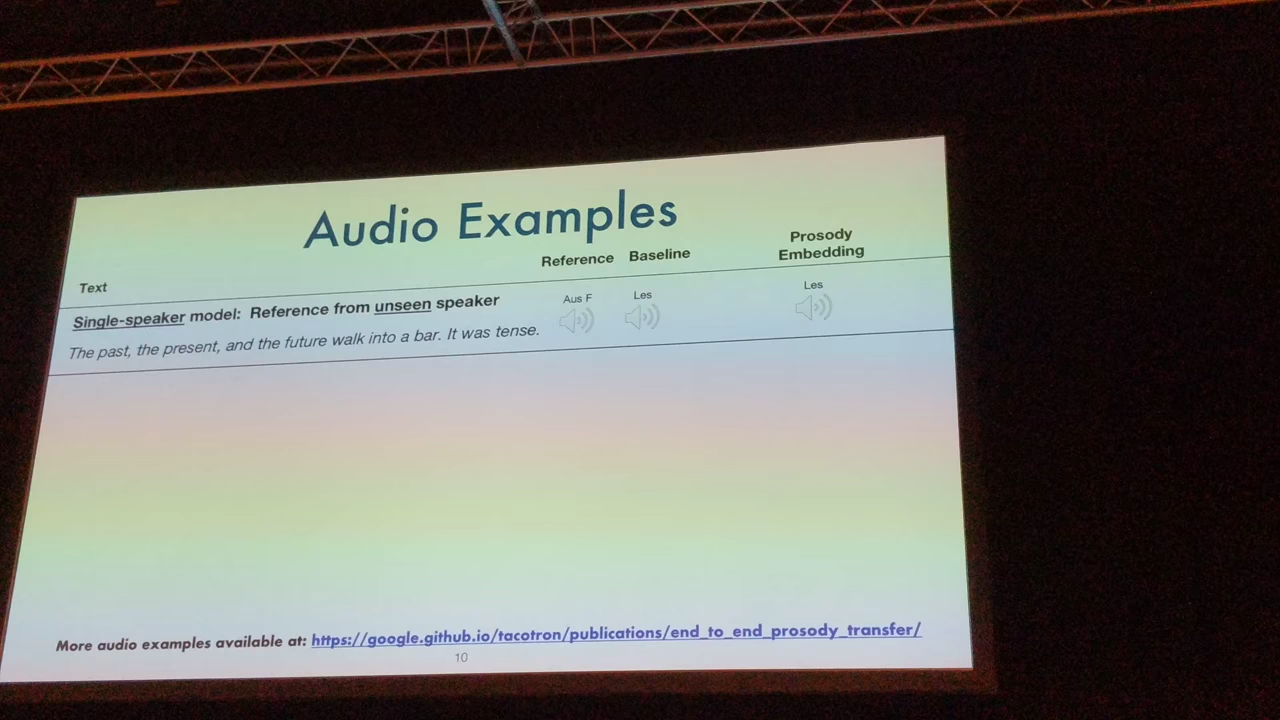 Audio Examples
Text Reference Baseline Prosody Embedding
Single-speaker model: Reference from unseen speaker Aus F Les Les
The past, the present, and the future walk into a bar. It was tense.
More audio examples available at: https://google.github.io/tacotron/publications/end_to_end_prosody_transfer/
10